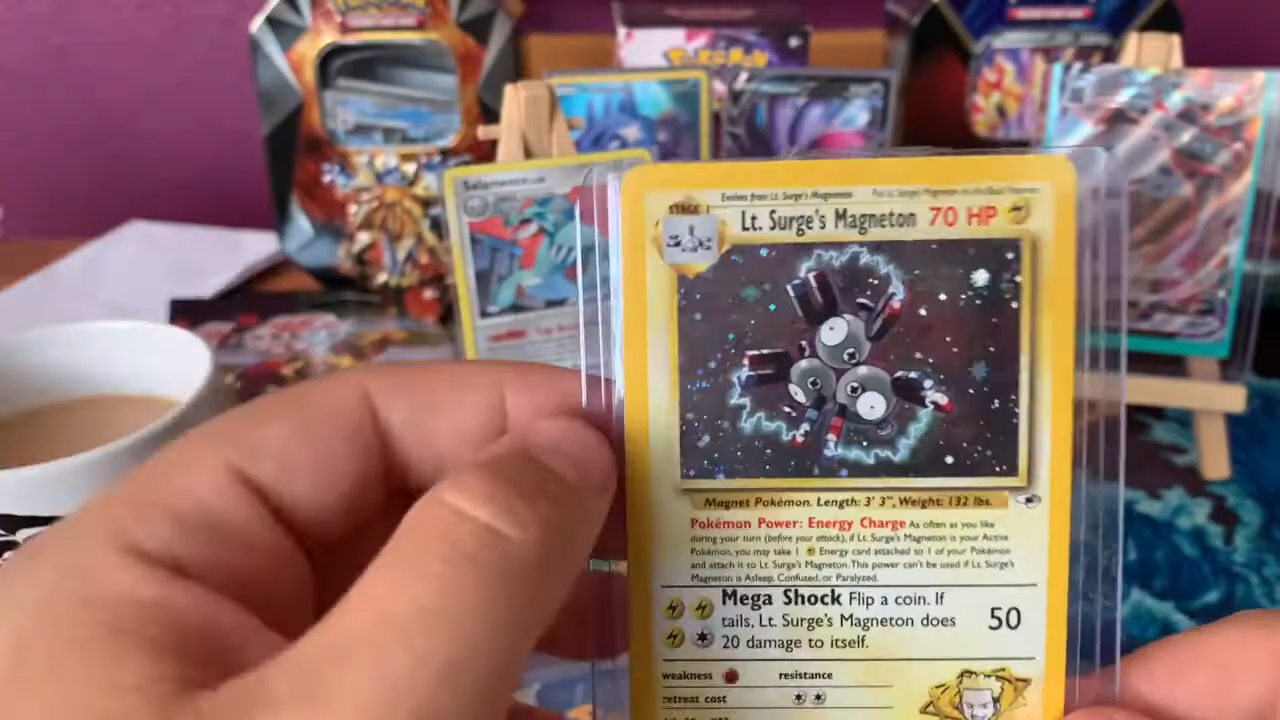 POKÉMON
Salamence
Evolves from Lt. Surge's Magnemite
STAGE 1
Lt. Surge's Magneton 70 HP
Magnet Pokémon. Length: 3' 3", Weight: 132 lbs.
Pokémon Power: Energy Charge As often as you like
during your turn (before your attack), if Lt. Surge's Magneton is your Active
Pokémon, you may take 1 Energy card attached to 1 of your Pokémon
and attach it to Lt. Surge's Magneton. This power can't be used if Lt. Surge's
Magneton is Asleep, Confused, or Paralyzed.
Mega Shock Flip a coin. If
tails, Lt. Surge's Magneton does
20 damage to itself.
50
weakness resistance
retreat cost